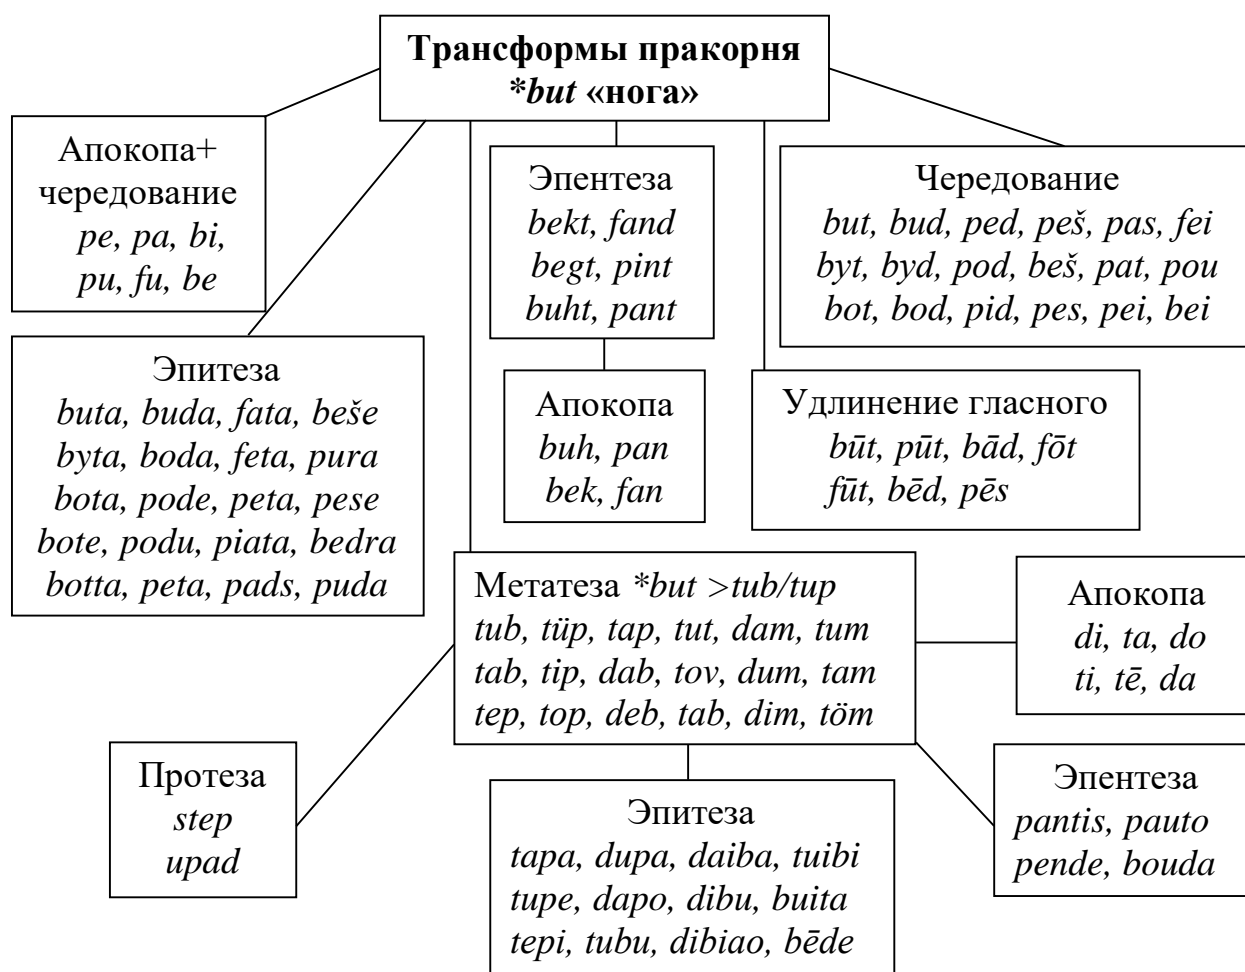 Трансформы пракорня
*but «нога»
Апокопа+
чередование
pe, pa, bi,
pu, fu, be
Эпентеза
bekt, fand
begt, pint
buht, pant
Чередование
but, bud, ped, peš, pas, fei
byt, byd, pod, beš, pat, pou
bot, bod, pid, pes, pei, bei
Эпитеза
buta, buda, fata, beše
byta, boda, feta, pura
bota, pode, peta, pese
bote, podu, piata, bedra
botta, peta, pads, puda
Апокопа
buh, pan
bek, fan
Удлинение гласного
būt, pūt, bād, fōt
fūt, bēd, pēs
Метатеза *but >tub/tup
tub, tüp, tap, tut, dam, tum
tab, tip, dab, tov, dum, tam
tep, top, deb, tab, dim, töm
Апокопа
di, ta, do
ti, tē, da
Протеза
step
upad
Эпитеза
tapa, dupa, daiba, tuibi
tupe, dapo, dibu, buita
tepi, tubu, dibiao, bēde
Эпентеза
pantis, pauto
pende, bouda